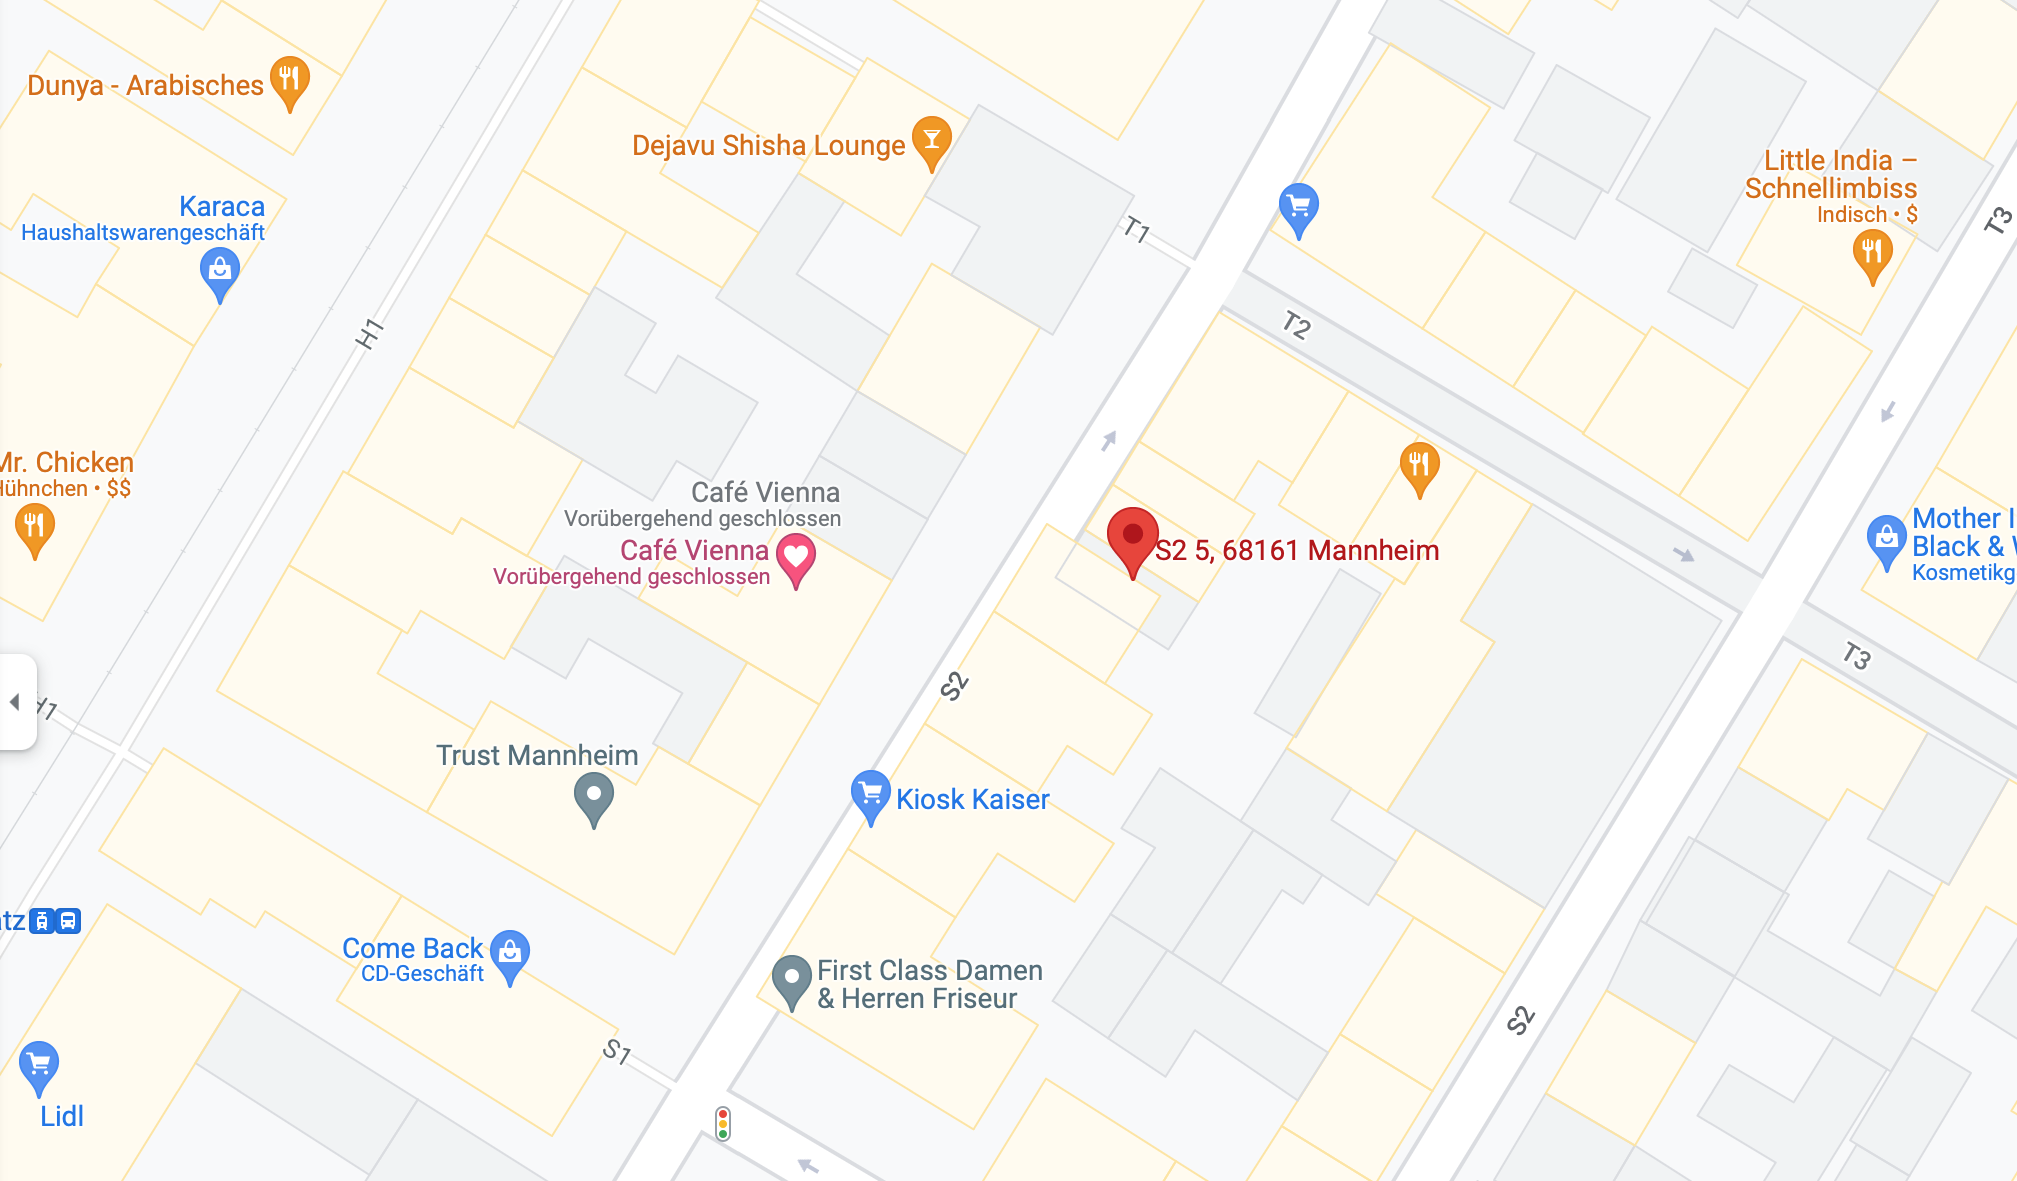 Dunya - Arabisches
Dejavu Shisha Lounge
Little India –
Schnellimbiss
Indisch • $
Karaca
Haushaltswarengeschäft
T1
T3
H1
T2
Mr. Chicken
Hühnchen • $$
Café Vienna
Vorübergehend geschlossen
Café Vienna
Vorübergehend geschlossen
S2 5, 68161 Mannheim
Mother I
Black & W
Kosmetikg
T3
S2
H1
Trust Mannheim
Kiosk Kaiser
atz
Come Back
CD-Geschäft
First Class Damen
& Herren Friseur
S2
S1
Lidl